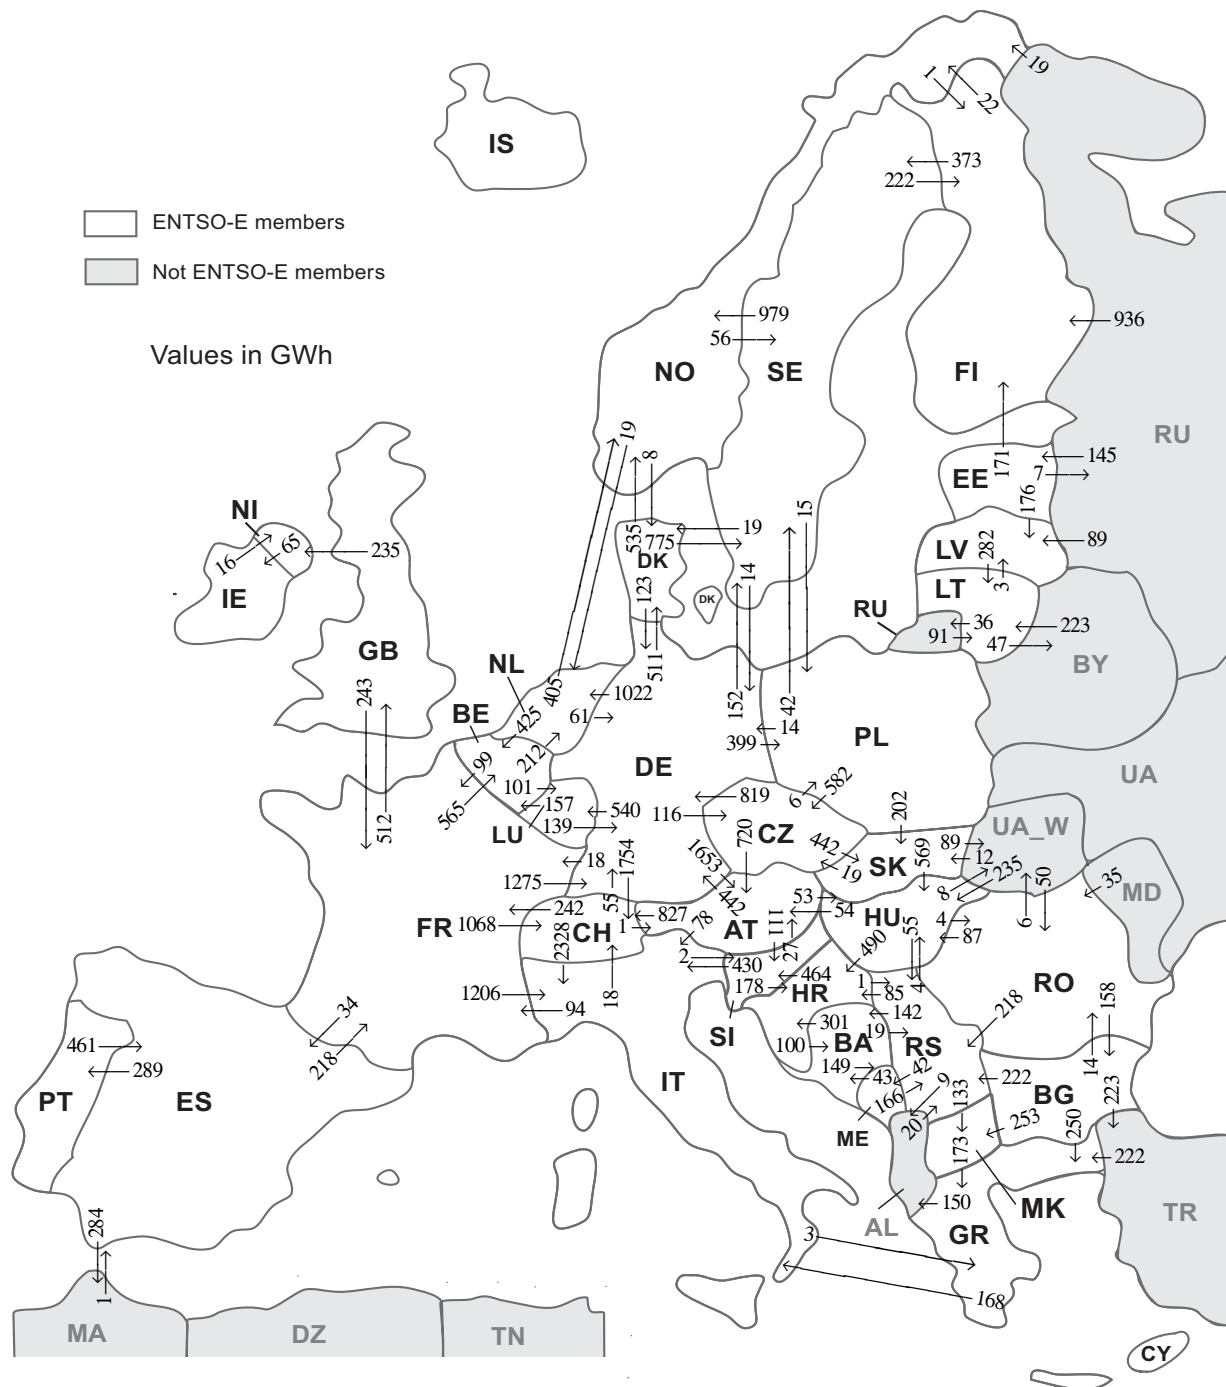 IS
ENTSO-E members
Not ENTSO-E members
Values in GWh
19
1
22
373
222
979
56
936
NO
SE
FI
RU
19
8
171
145
EE
7
176
15
NI
65
235
16
IE
535
775
19
DK
DK
14
123
LV
282
89
LT
3
RU
36
91
47
223
BY
GB
243
NL
405
511
1022
61
152
42
14
399
BE
425
212
PL
99
565
101
DE
UA
LU
157
139
540
819
116
6
582
202
512
CZ
720
442
19
SK
569
89
12
UA_W
18
1275
1754
55
1653
442
8
235
50
6
35
MD
FR
1068
242
CH
1
827
78
AT
111
27
53
54
HU
55
4
4
87
2328
18
2
430
490
1206
94
178
464
HR
1
85
RO
SI
301
100
BA
142
19
RS
218
158
14
34
218
461
289
PT
ES
IT
149
43
42
166
ME
9
20
133
222
BG
223
253
250
173
222
MK
150
AL
GR
TR
284
1
3
168
MA
DZ
TN
CY